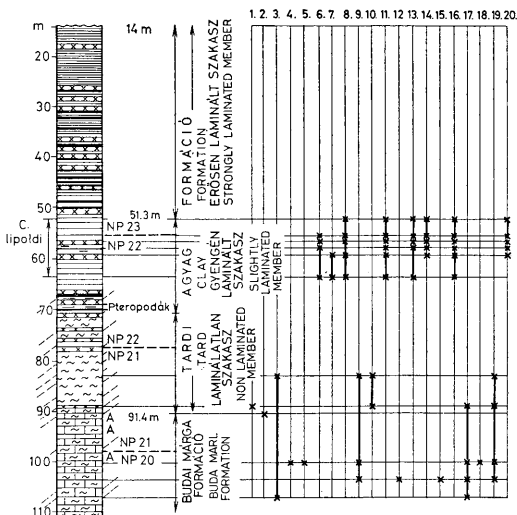 m
14 m
1. 2. 3. 4. 5. 6. 7. 8. 9. 10. 11. 12. 13. 14. 15. 16. 17. 18. 19. 20.
20
30
40
50
60
70
80
90
100
110
51.3 m
C.
lipoldi
NP 23
NP 22
Pteropodák
NP 22
NP 21
91.4 m
A
A
NP 21
A
NP 20
TARDI AGYAG FORMÁCIÓ
TARD CLAY FORMATION
ERŐSEN LAMINÁLT SZAKASZ
STRONGLY LAMINATED MEMBER
GYENGÉN
LAMINÁLT
SZAKASZ
SLIGHTLY
LAMINATED
MEMBER
LAMINÁLATLAN
SZAKASZ
NON LAMINATED
MEMBER
BUDAI MÁRGA
FORMÁCIÓ
BUDA MARL
FORMATION